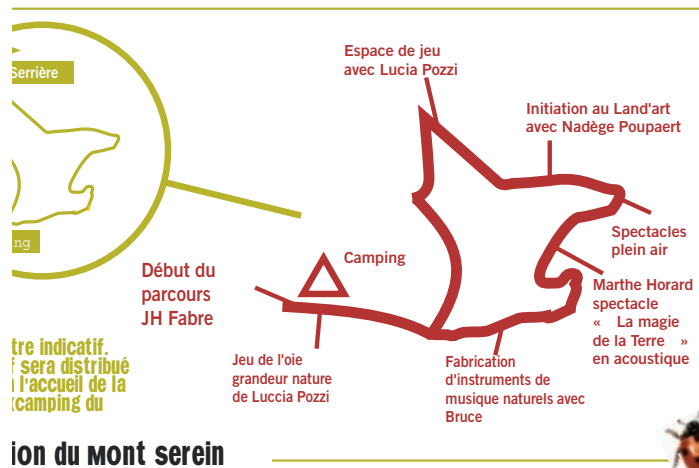 Serrière
Espace de jeu
avec Lucia Pozzi
Initiation au Land'art
avec Nadège Poupaert
Spectacles
plein air
Marthe Horard
spectacle
« La magie
de la Terre »
en acoustique
Camping
Début du
parcours
JH Fabre
Jeu de l'oie
grandeur nature
de Luccia Pozzi
Fabrication
d'instruments de
musique naturels avec
Bruce
ng
tre indicatif.
f sera distribué
l'accueil de la
camping du
ion du Mont serein